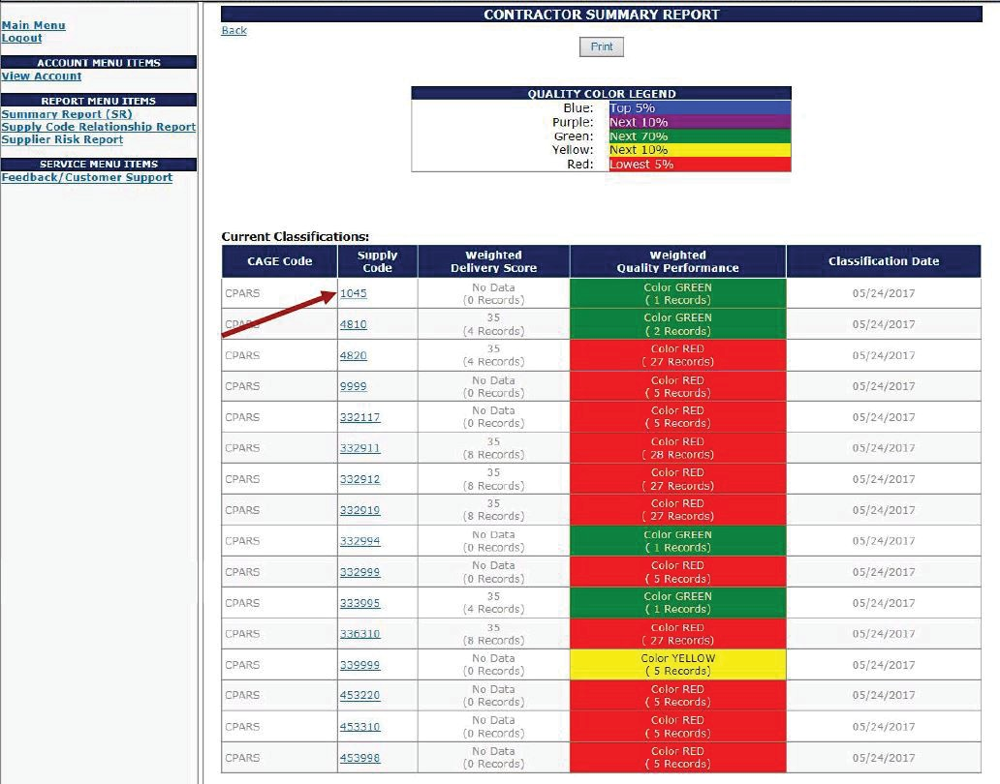 Main Menu
Logout
ACCOUNT MENU ITEMS
View Account
REPORT MENU ITEMS
Summary Report (SR)
Supply Code Relationship Report
Supplier Risk Report
SERVICE MENU ITEMS
Feedback/Customer Support
CONTRACTOR SUMMARY REPORT
Back
Print
QUALITY COLOR LEGEND
Blue: Top 5%
Purple: Next 10%
Green: Next 70%
Yellow: Next 10%
Red: Lowest 5%
Current Classifications:
CAGE Code
Supply
Code
Weighted
Delivery Score
Weighted
Quality Performance
Classification Date
CPARS
1045
No Data
(0 Records)
Color GREEN
( 1 Records)
05/24/2017
CPARS
4810
35
(4 Records)
Color GREEN
( 2 Records)
05/24/2017
CPARS
4820
35
(4 Records)
Color RED
( 27 Records)
05/24/2017
CPARS
9999
No Data
(0 Records)
Color RED
( 5 Records)
05/24/2017
CPARS
332117
No Data
(0 Records)
Color RED
( 5 Records)
05/24/2017
CPARS
332911
35
(8 Records)
Color RED
( 28 Records)
05/24/2017
CPARS
332912
35
(8 Records)
Color RED
( 27 Records)
05/24/2017
CPARS
332919
35
(8 Records)
Color RED
( 27 Records)
05/24/2017
CPARS
332994
No Data
(0 Records)
Color GREEN
( 1 Records)
05/24/2017
CPARS
332999
No Data
(0 Records)
Color RED
( 5 Records)
05/24/2017
CPARS
333995
35
(4 Records)
Color GREEN
( 1 Records)
05/24/2017
CPARS
336310
35
(8 Records)
Color RED
( 27 Records)
05/24/2017
CPARS
339999
No Data
(0 Records)
Color YELLOW
( 5 Records)
05/24/2017
CPARS
453220
No Data
(0 Records)
Color RED
( 5 Records)
05/24/2017
CPARS
453310
No Data
(0 Records)
Color RED
( 5 Records)
05/24/2017
CPARS
453998
No Data
(0 Records)
Color RED
( 5 Records)
05/24/2017